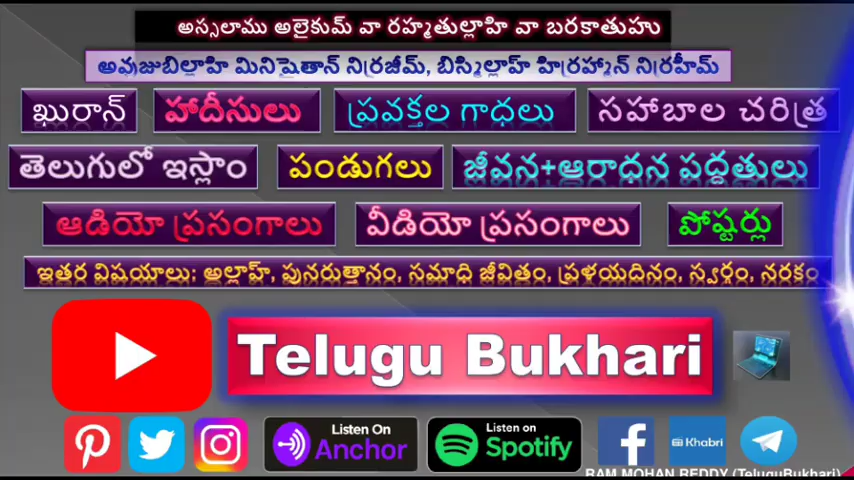 అస్సలాము అలైకుమ్ వా రహ్మతుల్లాహి వా బరకాతుహు
అవుజుబిల్లాహి మినిషైతాన్ నిర్రజీమ్, బిస్మిల్లాహ్ హిర్రహ్మాన్ నిర్రహీమ్
ఖురాన్ హాదీసులు ప్రవక్తల గాధలు సహాబాల చరిత్ర
తెలుగులో ఇస్లాం పండుగలు జీవన+ఆరాధన పద్ధతులు
ఆడియో ప్రసంగాలు వీడియో ప్రసంగాలు పోష్టర్లు
ఇతర విషయాలు: అల్లాహ్, పునరుత్తానం, సమాధి జీవితం, ప్రళయదినం, స్వర్గం, నరకం
Telugu Bukhari
Listen On Anchor
Listen on Spotify
Khabri
RAM MOHAN REDDY (TeluguBukhari)